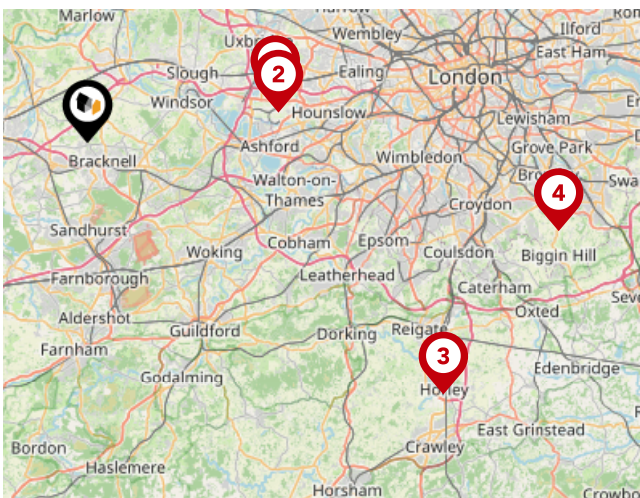 Marlow
Harrow
Uxbridge
Wembley
Ilford
East Ham
Slough
2
Ealing
London
Windsor
Hounslow
Lewisham
Bracknell
Ashford
Wimbledon
Grove Park
Walton-on-
Thames
4
Croydon
Sandhurst
Woking
Cobham
Epsom
Coulsdon
Biggin Hill
Farnborough
Leatherhead
Caterham
Aldershot
Guildford
Dorking
Reigate
Oxted
Farnham
3
Godalming
Horley
Edenbridge
Bordon
Crawley
East Grinstead
Haslemere
Horsham